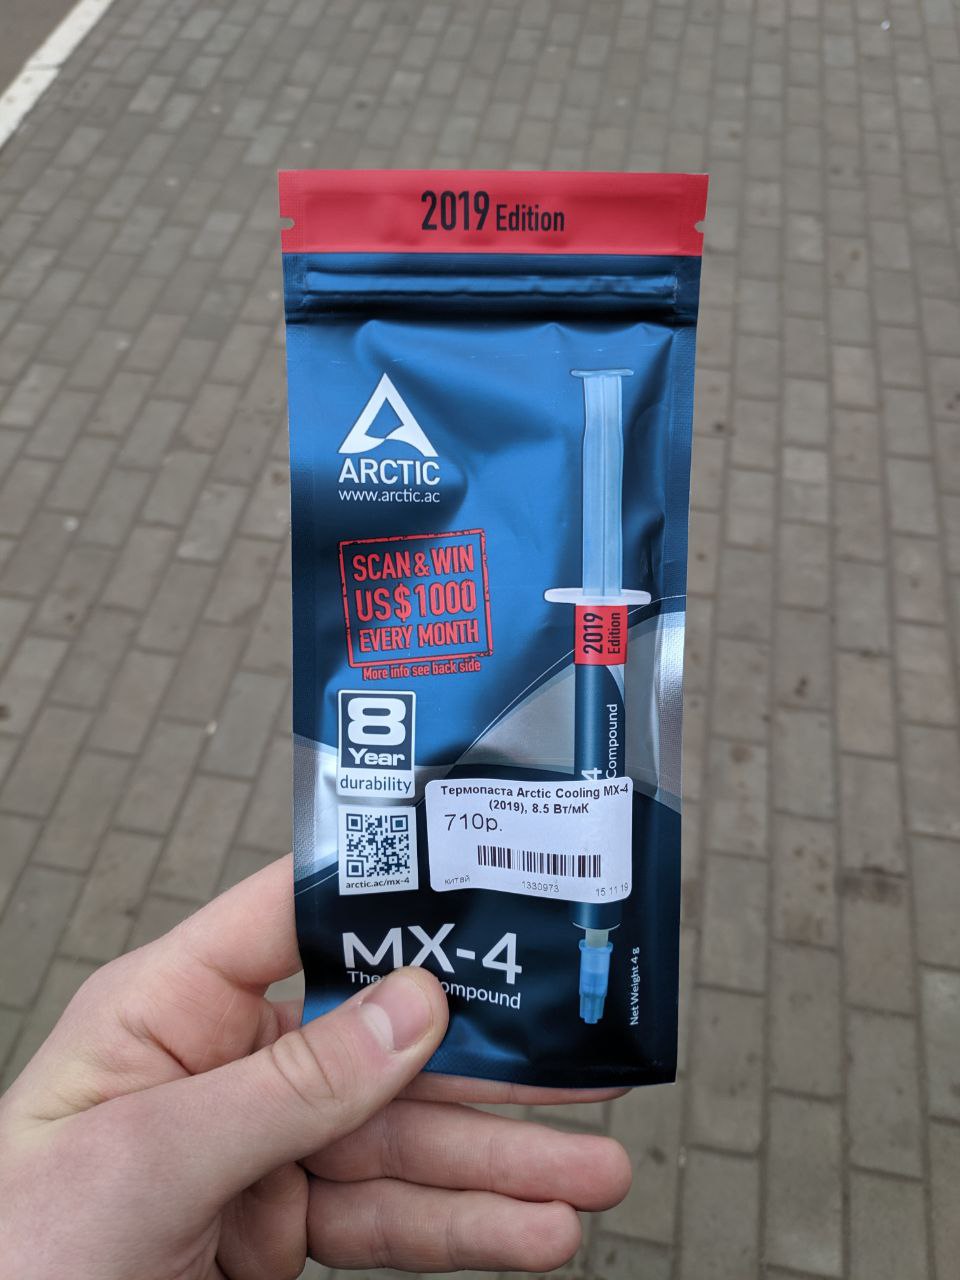 2019 Edition
ARCTIC
www.arctic.ac
SCAN & WIN
US$1000
EVERY MONTH
More info see back side
2019
Edition
8
Year
durability
4
Compound
Термопаста Arctic Cooling MX-4
(2019), 8.5 Вт/мК
710р.
китай 1330973 15 11 19
arctic.ac/mx-4
MX-4
ompound
Net Weight 4 g